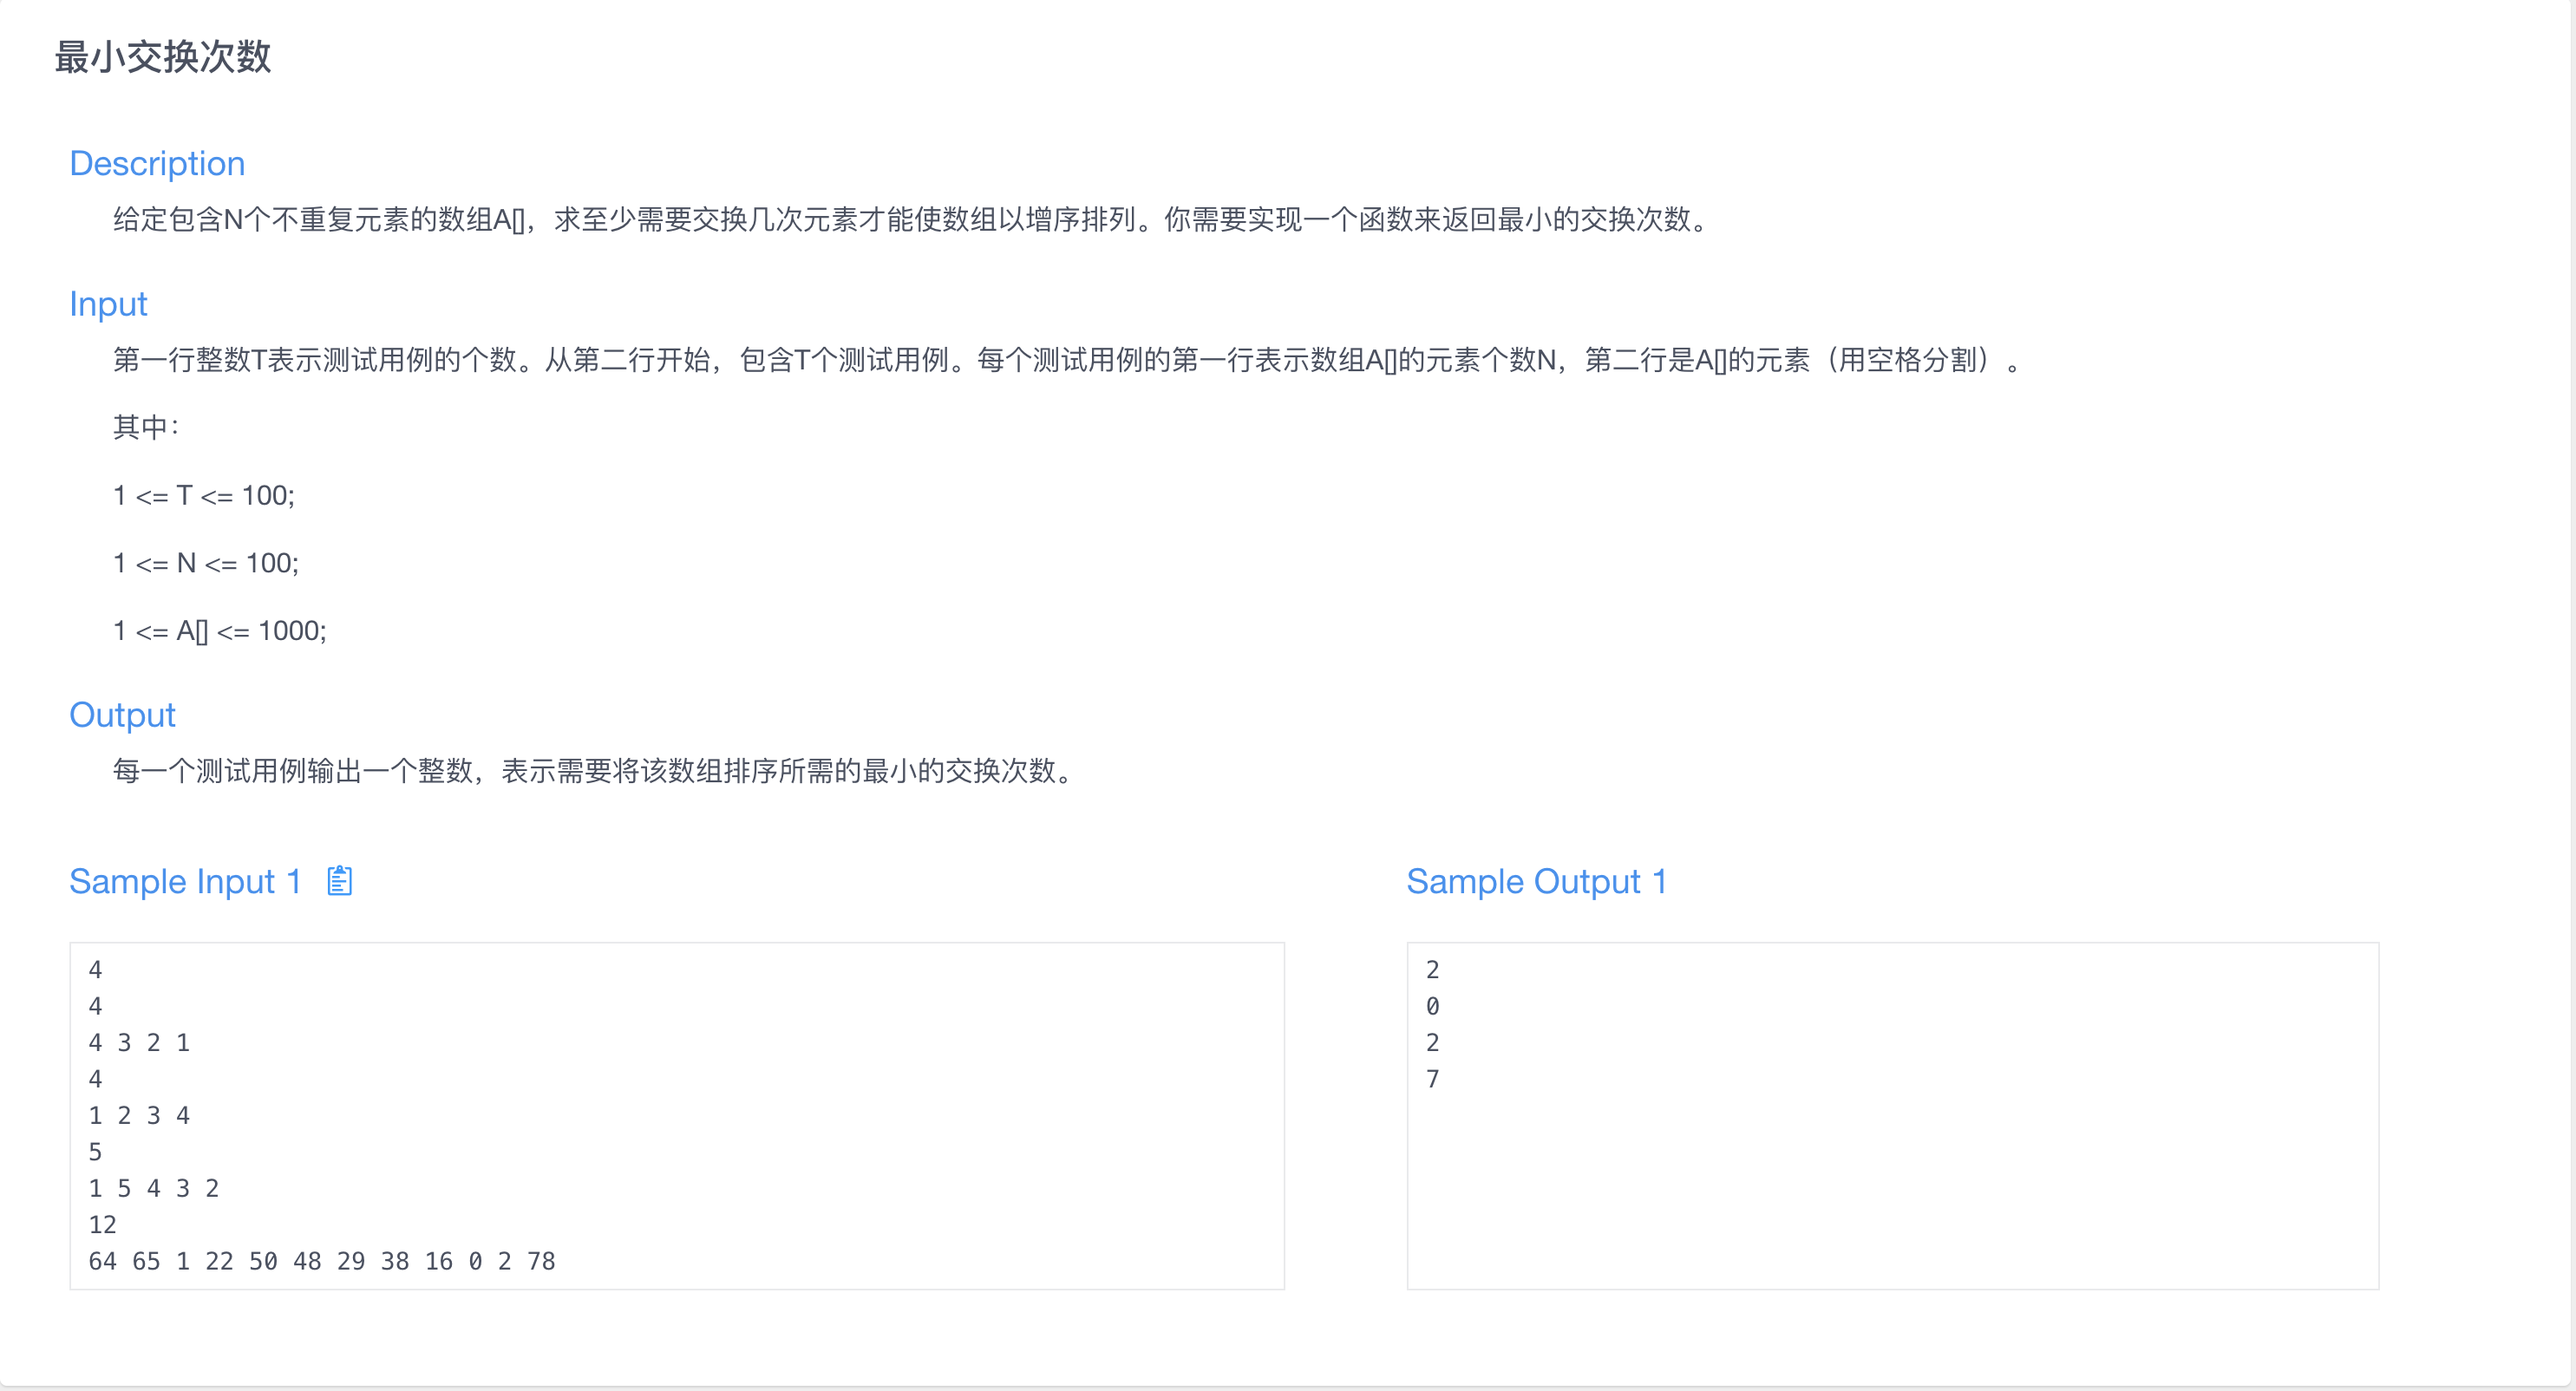 最小交换次数
Description
给定包含N个不重复元素的数组A[]，求至少需要交换几次元素才能使数组以增序排列。你需要实现一个函数来返回最小的交换次数。
Input
第一行整数T表示测试用例的个数。从第二行开始，包含T个测试用例。每个测试用例的第一行表示数组A[]的元素个数N，第二行是A[]的元素（用空格分割）。
其中：
1 <= T <= 100;
1 <= N <= 100;
1 <= A[] <= 1000;
Output
每一个测试用例输出一个整数，表示需要将该数组排序所需的最小的交换次数。
Sample Input 1
4
4
4 3 2 1
4
1 2 3 4
5
1 5 4 3 2
12
64 65 1 22 50 48 29 38 16 0 2 78
Sample Output 1
2
0
2
7